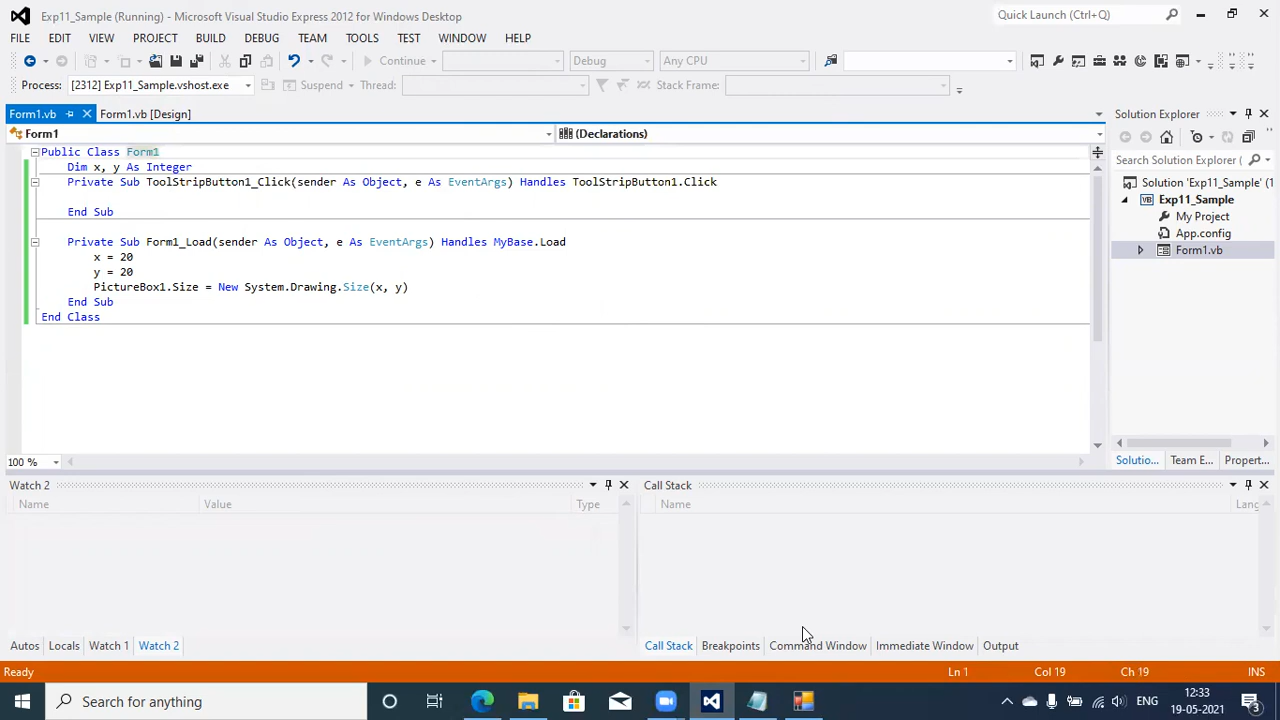 Exp11_Sample (Running) - Microsoft Visual Studio Express 2012 for Windows Desktop
Quick Launch (Ctrl+Q)
FILE EDIT VIEW PROJECT BUILD DEBUG TEAM TOOLS TEST WINDOW HELP
Continue Debug Any CPU
Process: [2312] Exp11_Sample.vshost.exe Suspend Thread: Stack Frame:
Form1.vb Form1.vb [Design]
Solution Explorer
Form1 (Declarations)
Public Class Form1
Dim x, y As Integer
Search Solution Explorer (
Private Sub ToolStripButton1_Click(sender As Object, e As EventArgs) Handles ToolStripButton1.Click
Solution 'Exp11_Sample' (1
Exp11_Sample
End Sub
My Project
App.config
Private Sub Form1_Load(sender As Object, e As EventArgs) Handles MyBase.Load
Form1.vb
x = 20
y = 20
PictureBox1.Size = New System.Drawing.Size(x, y)
End Sub
End Class
100 %
Solutio... Team E... Propert...
Watch 2
Call Stack
Name Value Type
Name Lang
Autos Locals Watch 1 Watch 2
Call Stack Breakpoints Command Window Immediate Window Output
Ready Ln 1 Col 19 Ch 19 INS
Search for anything
ENG
12:33
19-05-2021
3